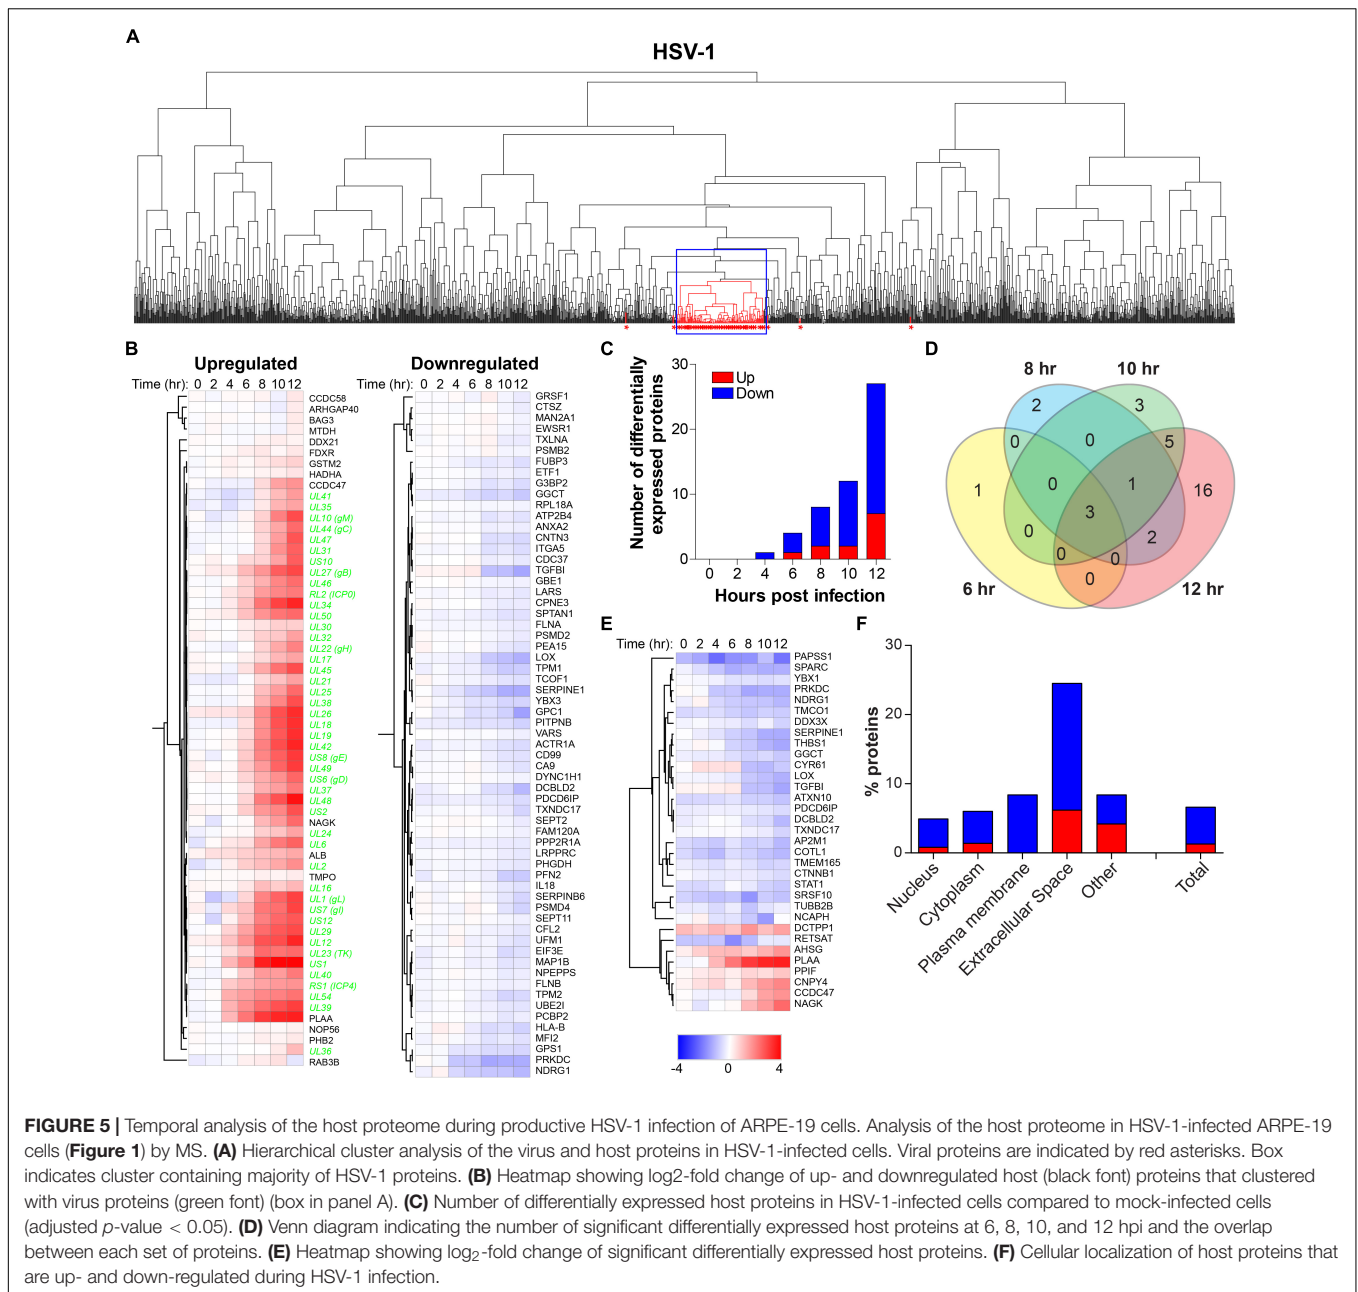 A
HSV-1
B
Upregulated
Time (hr): 0 2 4 6 8 10 12
CCDC58
ARHGAP40
BAG3
MTDH
DDX21
FDXR
GSTM2
HADHA
CCDC47
UL41
UL35
UL10 (gM)
UL44 (gC)
UL47
UL31
US10
UL27 (gB)
UL46
RL2 (ICP0)
UL34
UL50
UL30
UL32
UL22 (gH)
UL17
UL45
UL21
UL25
UL38
UL26
UL18
UL19
UL42
US8 (gE)
UL49
US6 (gD)
UL37
UL48
US2
NAGK
UL24
UL6
ALB
UL2
TMPO
UL16
UL1 (gL)
US7 (gI)
US12
UL29
UL12
UL23 (TK)
US1
UL40
RS1 (ICP4)
UL54
UL39
PLAA
NOP56
PHB2
UL36
RAB3B
Downregulated
Time (hr): 0 2 4 6 8 10 12
GRSF1
CTSZ
MAN2A1
EWSR1
TXLNA
PSMB2
FUBP3
ETF1
G3BP2
GGCT
RPL18A
ATP2B4
ANXA2
CNTN3
ITGA5
CDC37
TGFBI
GBE1
LARS
CPNE3
SPTAN1
FLNA
PSMD2
PEA15
LOX
TPM1
TCOF1
SERPINE1
YBX3
GPC1
PITPNB
VARS
ACTR1A
CD99
CA9
DYNC1H1
DCBLD2
PDCD6IP
TXNDC17
SEPT2
FAM120A
PPP2R1A
LRPPRC
PHGDH
PFN2
IL18
SERPINB6
PSMD4
SEPT11
CFL2
UFM1
EIF3E
MAP1B
NPEPPS
FLNB
TPM2
UBE2I
PCBP2
HLA-B
MFI2
GPS1
PRKDC
NDRG1
C
Number of differentially
expressed proteins
30
20
10
0
Up
Down
0 2 4 6 8 10 12
Hours post infection
D
8 hr
10 hr
2
3
0
0
5
1
0
1
16
3
0
2
0
0
0
6 hr
12 hr
E
Time (hr): 0 2 4 6 8 10 12
PAPSS1
SPARC
YBX1
PRKDC
NDRG1
TMCO1
DDX3X
SERPINE1
THBS1
GGCT
CYR61
LOX
TGFBI
ATXN10
PDCD6IP
DCBLD2
TXNDC17
AP2M1
COTL1
TMEM165
CTNNB1
STAT1
SRSF10
TUBB2B
NCAPH
DCTPP1
RETSAT
AHSG
PLAA
PPIF
CNPY4
CCDC47
NAGK
-4 0 4
F
% proteins
30
20
10
0
Nucleus
Cytoplasm
Plasma membrane
Extracellular Space
Other
Total
FIGURE 5 | Temporal analysis of the host proteome during productive HSV-1 infection of ARPE-19 cells. Analysis of the host proteome in HSV-1-infected ARPE-19
cells (Figure 1) by MS. (A) Hierarchical cluster analysis of the virus and host proteins in HSV-1-infected cells. Viral proteins are indicated by red asterisks. Box
indicates cluster containing majority of HSV-1 proteins. (B) Heatmap showing log2-fold change of up- and downregulated host (black font) proteins that clustered
with virus proteins (green font) (box in panel A). (C) Number of differentially expressed host proteins in HSV-1-infected cells compared to mock-infected cells
(adjusted p-value < 0.05). (D) Venn diagram indicating the number of significant differentially expressed host proteins at 6, 8, 10, and 12 hpi and the overlap
between each set of proteins. (E) Heatmap showing log2-fold change of significant differentially expressed host proteins. (F) Cellular localization of host proteins that
are up- and down-regulated during HSV-1 infection.